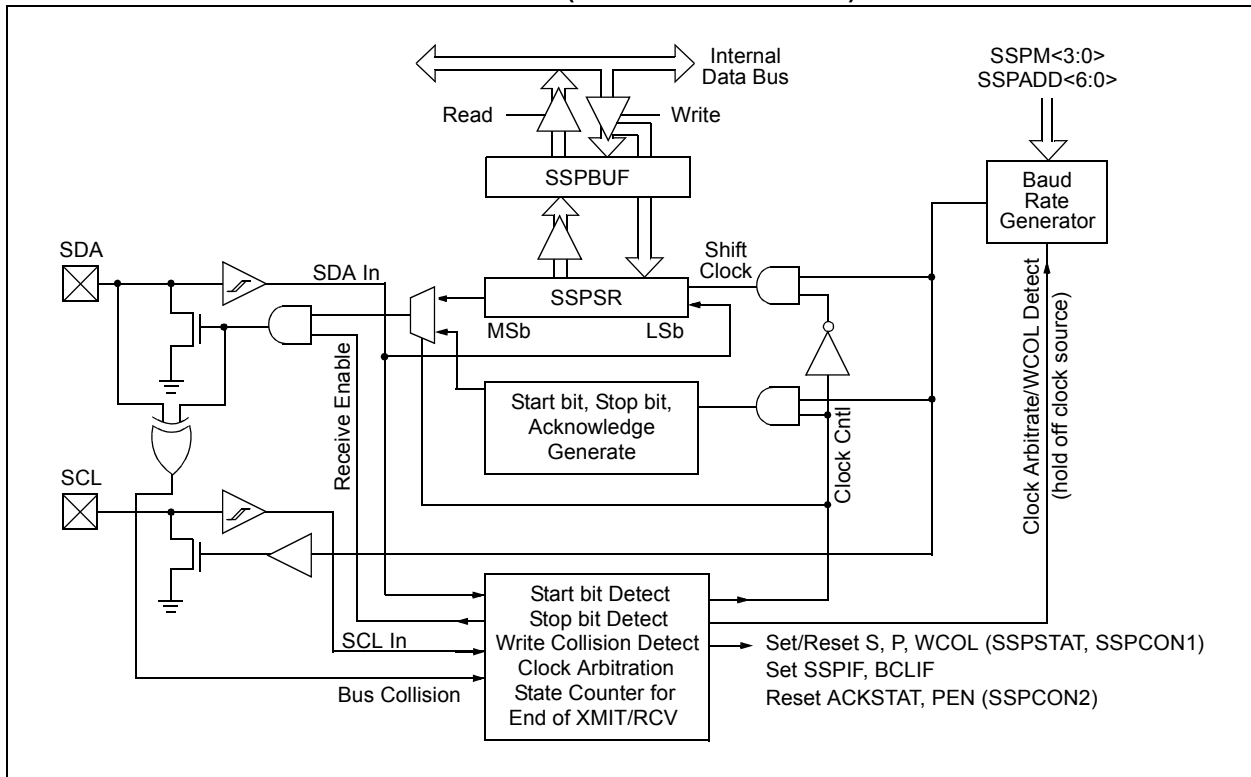 Internal
Data Bus
SSPM<3:0>
SSPADD<6:0>
Read
Write
SSPBUF
Baud
Rate
Generator
SDA
SDA In
Shift
Clock
SSPSR
MSb
LSb
Start bit, Stop bit,
Acknowledge
Generate
Receive Enable
Clock Cntl
Clock Arbitrate/WCOL Detect
(hold off clock source)
SCL
SCL In
Bus Collision
Start bit Detect
Stop bit Detect
Write Collision Detect
Clock Arbitration
State Counter for
End of XMIT/RCV
Set/Reset S, P, WCOL (SSPSTAT, SSPCON1)
Set SSPIF, BCLIF
Reset ACKSTAT, PEN (SSPCON2)